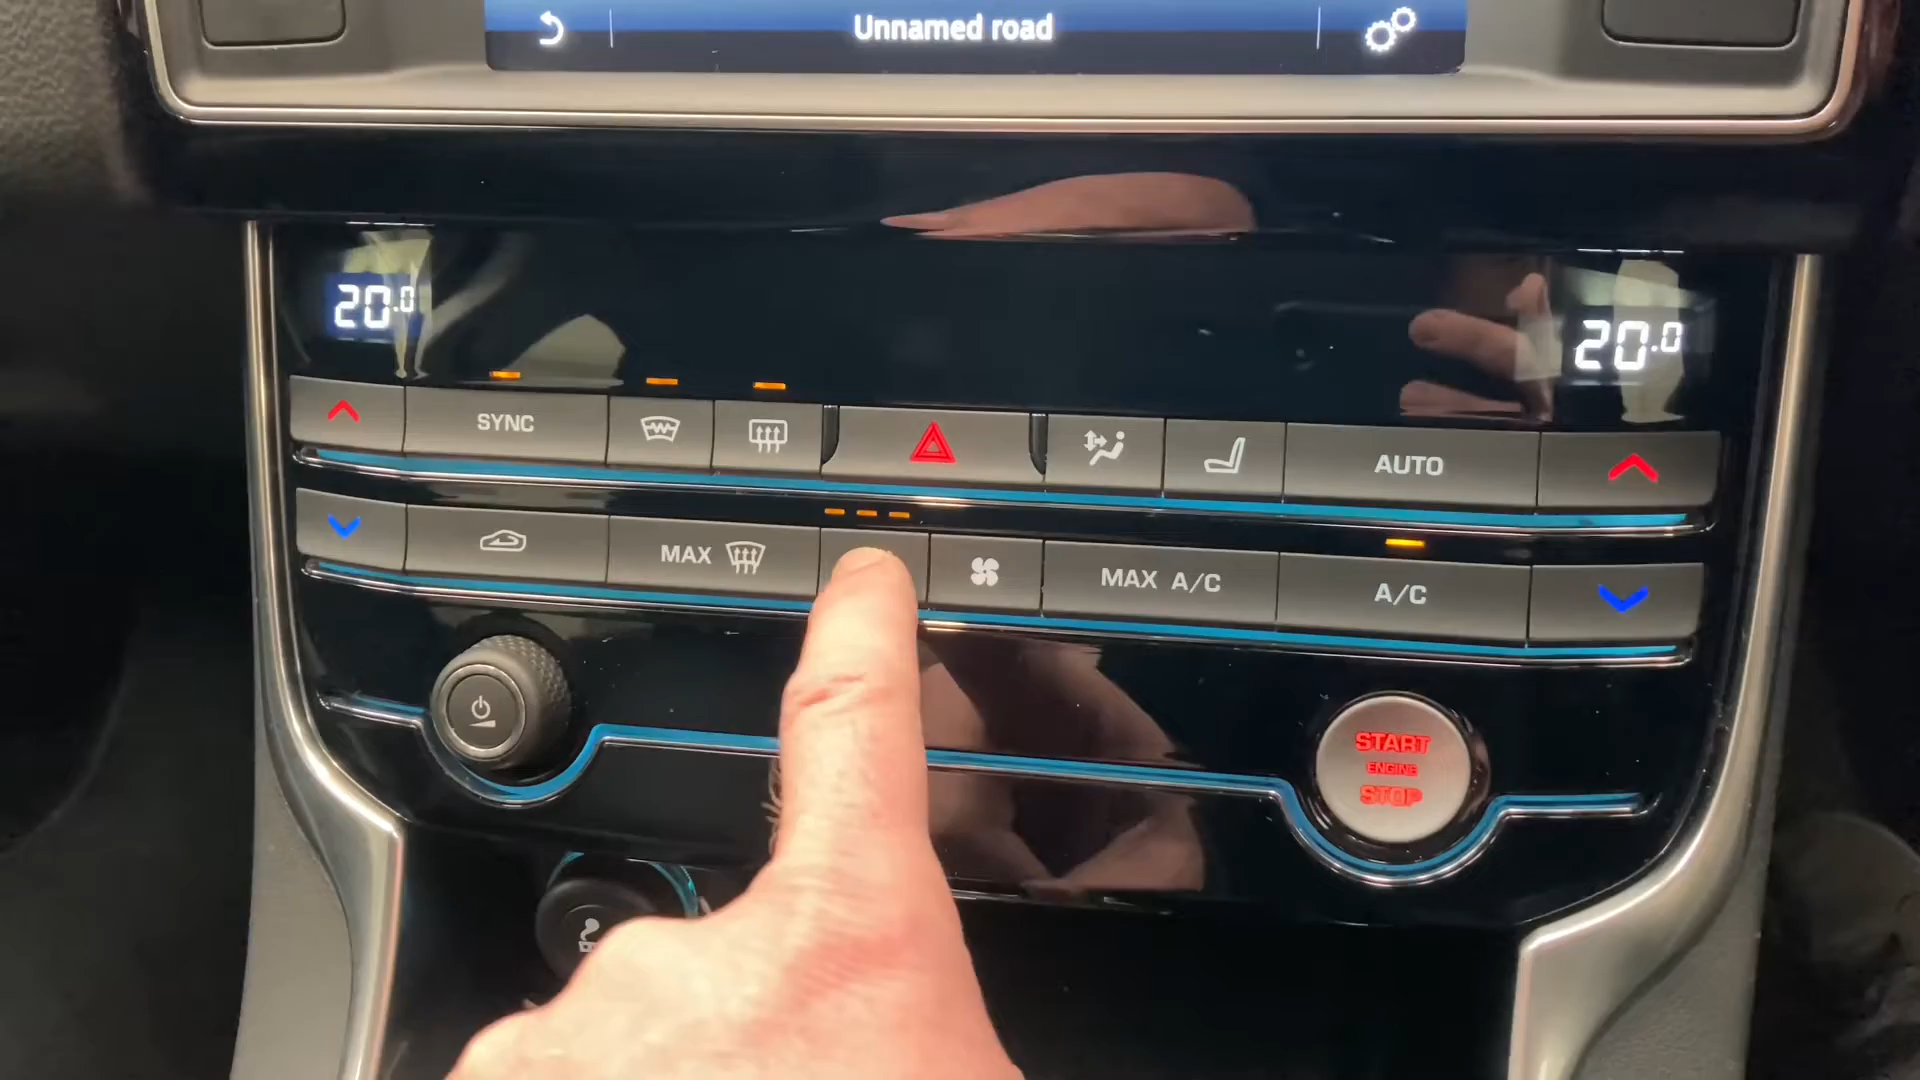 Unnamed road
20.0
20.0
SYNC
AUTO
MAX
MAX A/C
A/C
START
ENGINE
STOP